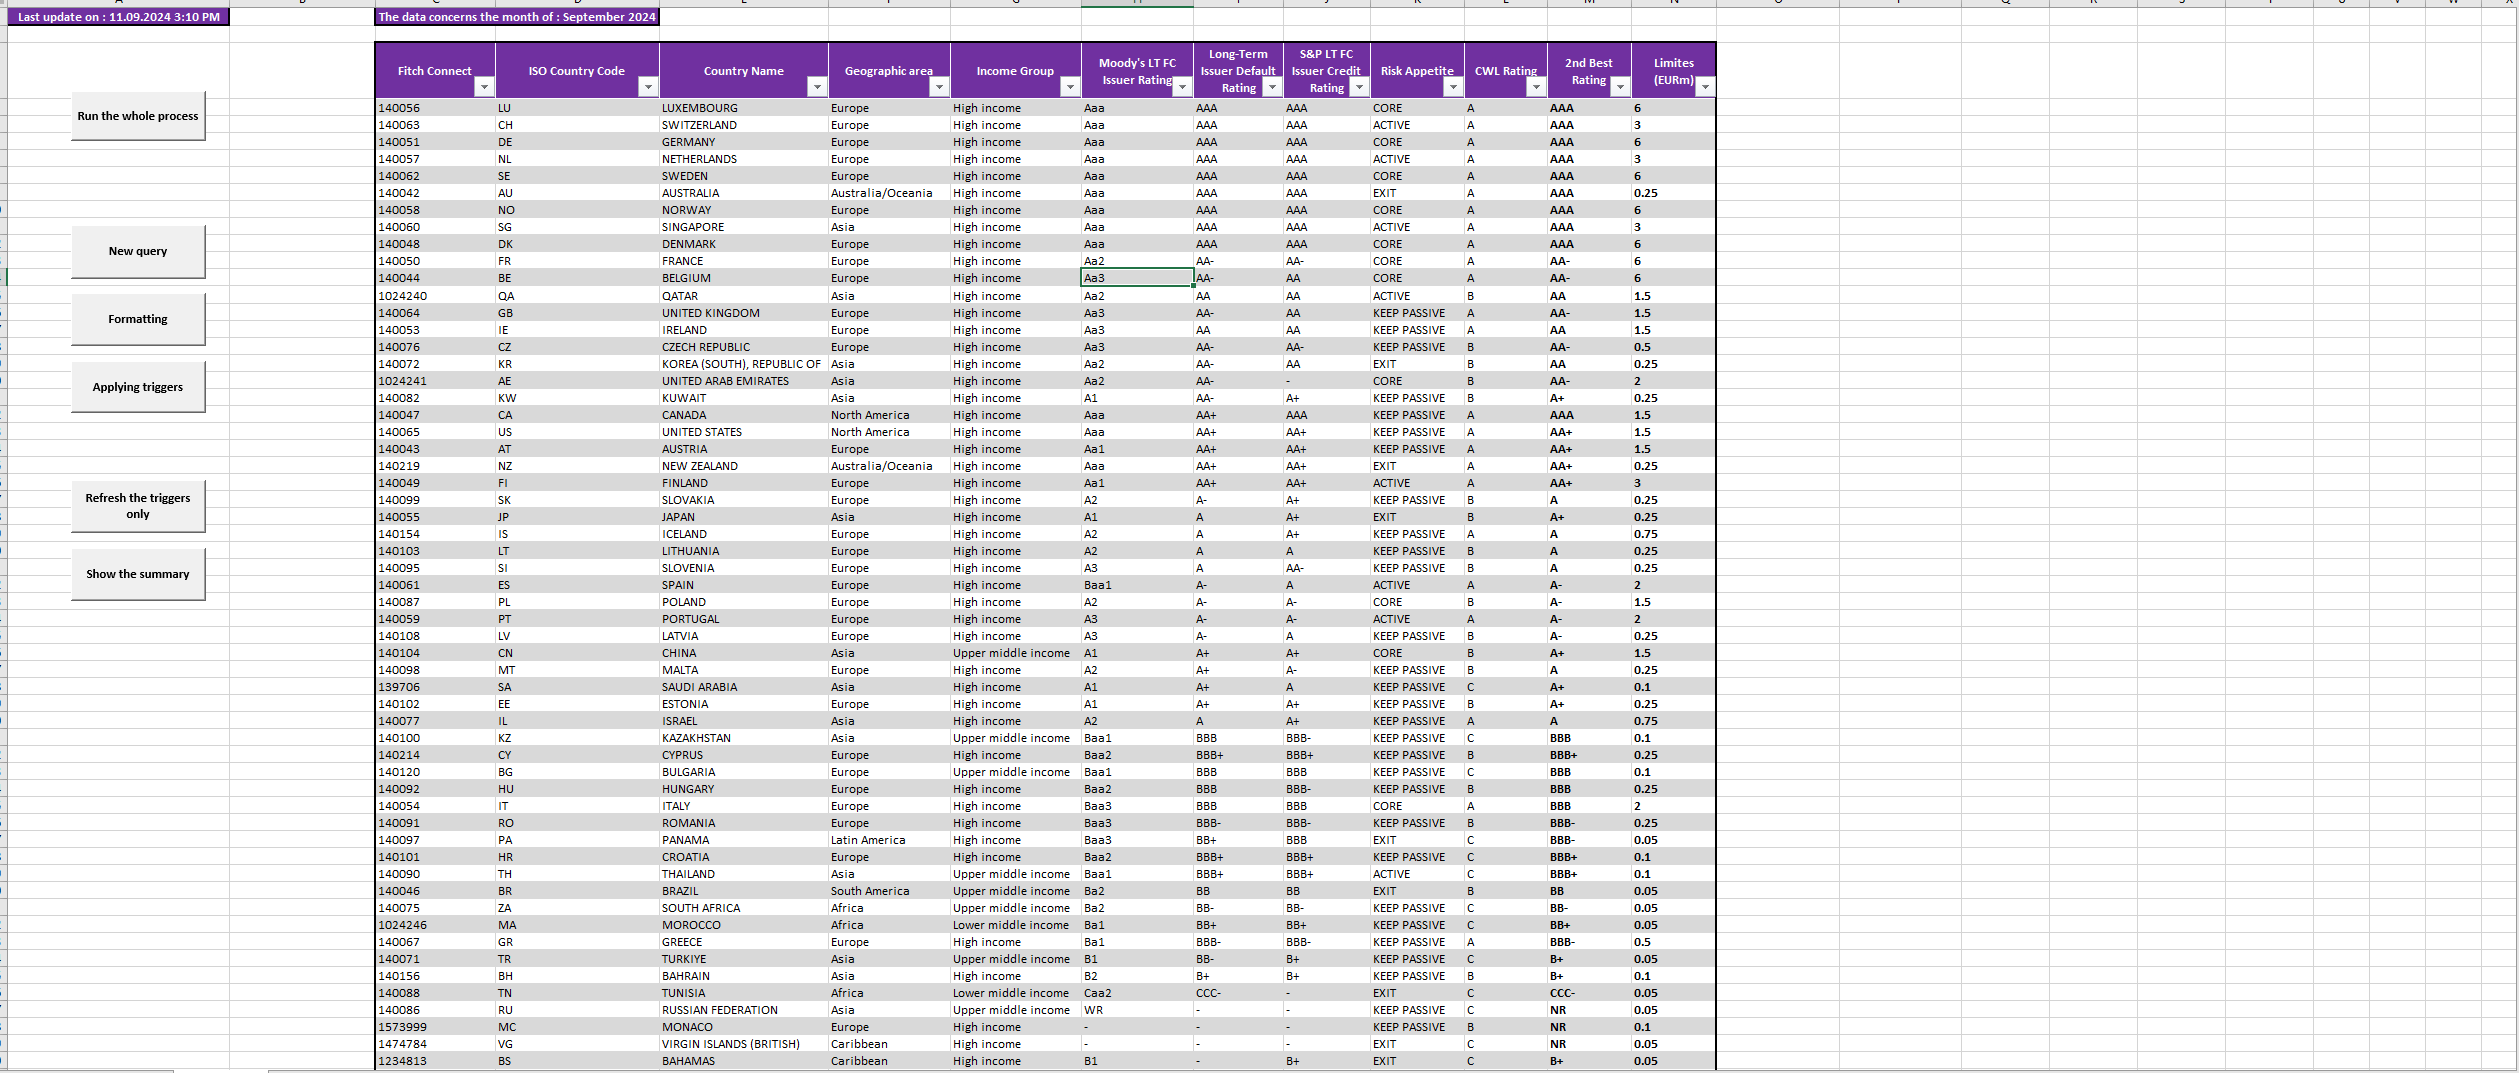 Last update on : 11.09.2024 3:10 PM The data concerns the month of : September 2024
Fitch Connect ISO Country Code Country Name Geographic area Income Group Moody's LT FC Issuer Rating Long-Term Issuer Default Rating S&P LT FC Issuer Credit Rating Risk Appetite CWL Rating 2nd Best Rating Limites (EURm)
Run the whole process
New query
Formatting
Applying triggers
Refresh the triggers only
Show the summary
140056 LU LUXEMBOURG Europe High income Aaa AAA AAA CORE A AAA 6
140063 CH SWITZERLAND Europe High income Aaa AAA AAA ACTIVE A AAA 3
140051 DE GERMANY Europe High income Aaa AAA AAA CORE A AAA 6
140057 NL NETHERLANDS Europe High income Aaa AAA AAA ACTIVE A AAA 3
140062 SE SWEDEN Europe High income Aaa AAA AAA CORE A AAA 6
140042 AU AUSTRALIA Australia/Oceania High income Aaa AAA AAA EXIT A AAA 0.25
140058 NO NORWAY Europe High income Aaa AAA AAA CORE A AAA 6
140060 SG SINGAPORE Asia High income Aaa AAA AAA ACTIVE A AAA 3
140048 DK DENMARK Europe High income Aaa AAA AAA CORE A AAA 6
140050 FR FRANCE Europe High income Aa2 AA- AA- CORE A AA- 6
140044 BE BELGIUM Europe High income Aa3 AA- AA CORE A AA- 6
1024240 QA QATAR Asia High income Aa2 AA AA ACTIVE B AA 1.5
140064 GB UNITED KINGDOM Europe High income Aa3 AA- AA KEEP PASSIVE A AA- 1.5
140053 IE IRELAND Europe High income Aa3 AA AA KEEP PASSIVE A AA 1.5
140076 CZ CZECH REPUBLIC Europe High income Aa3 AA- AA- KEEP PASSIVE B AA- 0.5
140072 KR KOREA (SOUTH), REPUBLIC OF Asia High income Aa2 AA- AA EXIT B AA 0.25
1024241 AE UNITED ARAB EMIRATES Asia High income Aa2 AA- - CORE B AA- 2
140082 KW KUWAIT Asia High income A1 AA- A+ KEEP PASSIVE B A+ 0.25
140047 CA CANADA North America High income Aaa AA+ AAA KEEP PASSIVE A AAA 1.5
140065 US UNITED STATES North America High income Aaa AA+ AA+ KEEP PASSIVE A AA+ 1.5
140043 AT AUSTRIA Europe High income Aa1 AA+ AA+ KEEP PASSIVE A AA+ 1.5
140219 NZ NEW ZEALAND Australia/Oceania High income Aaa AA+ AA+ EXIT A AA+ 0.25
140049 FI FINLAND Europe High income Aa1 AA+ AA+ ACTIVE A AA+ 3
140099 SK SLOVAKIA Europe High income A2 A- A+ KEEP PASSIVE B A 0.25
140055 JP JAPAN Asia High income A1 A A+ EXIT B A+ 0.25
140154 IS ICELAND Europe High income A2 A A+ KEEP PASSIVE A A 0.75
140103 LT LITHUANIA Europe High income A2 A A KEEP PASSIVE B A 0.25
140095 SI SLOVENIA Europe High income A3 A AA- KEEP PASSIVE B A 0.25
140061 ES SPAIN Europe High income Baa1 A- A ACTIVE A A- 2
140087 PL POLAND Europe High income A2 A- A- CORE B A- 1.5
140059 PT PORTUGAL Europe High income A3 A- A- ACTIVE A A- 2
140108 LV LATVIA Europe High income A3 A- A KEEP PASSIVE B A- 0.25
140104 CN CHINA Asia Upper middle income A1 A+ A+ CORE B A+ 1.5
140098 MT MALTA Europe High income A2 A+ A- KEEP PASSIVE B A 0.25
139706 SA SAUDI ARABIA Asia High income A1 A+ A KEEP PASSIVE C A+ 0.1
140102 EE ESTONIA Europe High income A1 A+ A+ KEEP PASSIVE B A+ 0.25
140077 IL ISRAEL Asia High income A2 A A+ KEEP PASSIVE A A 0.75
140100 KZ KAZAKHSTAN Asia Upper middle income Baa1 BBB BBB- KEEP PASSIVE C BBB 0.1
140214 CY CYPRUS Europe High income Baa2 BBB+ BBB+ KEEP PASSIVE B BBB+ 0.25
140120 BG BULGARIA Europe Upper middle income Baa1 BBB BBB KEEP PASSIVE C BBB 0.1
140092 HU HUNGARY Europe High income Baa2 BBB BBB- KEEP PASSIVE B BBB 0.25
140054 IT ITALY Europe High income Baa3 BBB BBB CORE A BBB 2
140091 RO ROMANIA Europe High income Baa3 BBB- BBB- KEEP PASSIVE B BBB- 0.25
140097 PA PANAMA Latin America High income Baa3 BB+ BBB EXIT C BBB- 0.05
140101 HR CROATIA Europe High income Baa2 BBB+ BBB+ KEEP PASSIVE C BBB+ 0.1
140090 TH THAILAND Asia Upper middle income Baa1 BBB+ BBB+ ACTIVE C BBB+ 0.1
140046 BR BRAZIL South America Upper middle income Ba2 BB BB EXIT B BB 0.05
140075 ZA SOUTH AFRICA Africa Upper middle income Ba2 BB- BB- KEEP PASSIVE C BB- 0.05
1024246 MA MOROCCO Africa Lower middle income Ba1 BB+ BB+ KEEP PASSIVE C BB+ 0.05
140067 GR GREECE Europe High income Ba1 BBB- BBB- KEEP PASSIVE A BBB- 0.5
140071 TR TURKIYE Asia Upper middle income B1 BB- B+ KEEP PASSIVE C B+ 0.05
140156 BH BAHRAIN Asia High income B2 B+ B+ KEEP PASSIVE B B+ 0.1
140088 TN TUNISIA Africa Lower middle income Caa2 CCC- - EXIT C CCC- 0.05
140086 RU RUSSIAN FEDERATION Asia Upper middle income WR - - KEEP PASSIVE C NR 0.05
1573999 MC MONACO Europe High income - - - KEEP PASSIVE B NR 0.1
1474784 VG VIRGIN ISLANDS (BRITISH) Caribbean High income - - - EXIT C NR 0.05
1234813 BS BAHAMAS Caribbean High income B1 - B+ EXIT C B+ 0.05